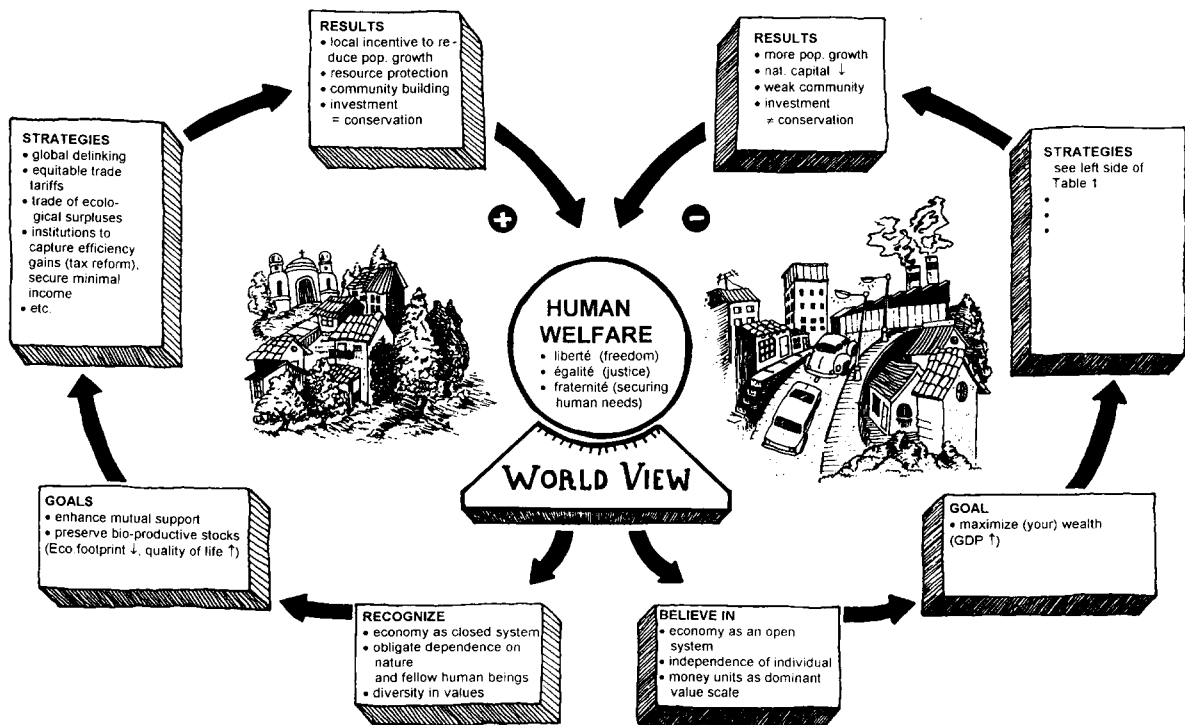 RESULTS
• local incentive to re-
duce pop. growth
• resource protection
• community building
• investment
= conservation
RESULTS
• more pop. growth
• nat. capital ↓
• weak community
• investment
≠ conservation
STRATEGIES
• global delinking
• equitable trade
tariffs
• trade of ecolo-
gical surpluses
• institutions to
capture efficiency
gains (tax reform),
secure minimal
income
• etc.
STRATEGIES
see left side of
Table 1
•
•
•
+
-
HUMAN
WELFARE
• liberté (freedom)
• égalité (justice)
• fraternité (securing
human needs)
WORLD VIEW
GOALS
• enhance mutual support
• preserve bio-productive stocks
(Eco footprint ↓, quality of life ↑)
GOAL
• maximize (your) wealth
(GDP ↑)
RECOGNIZE
• economy as closed system
• obligate dependence on
nature
and fellow human beings
• diversity in values
BELIEVE IN
• economy as an open
system
• independence of individual
• money units as dominant
value scale